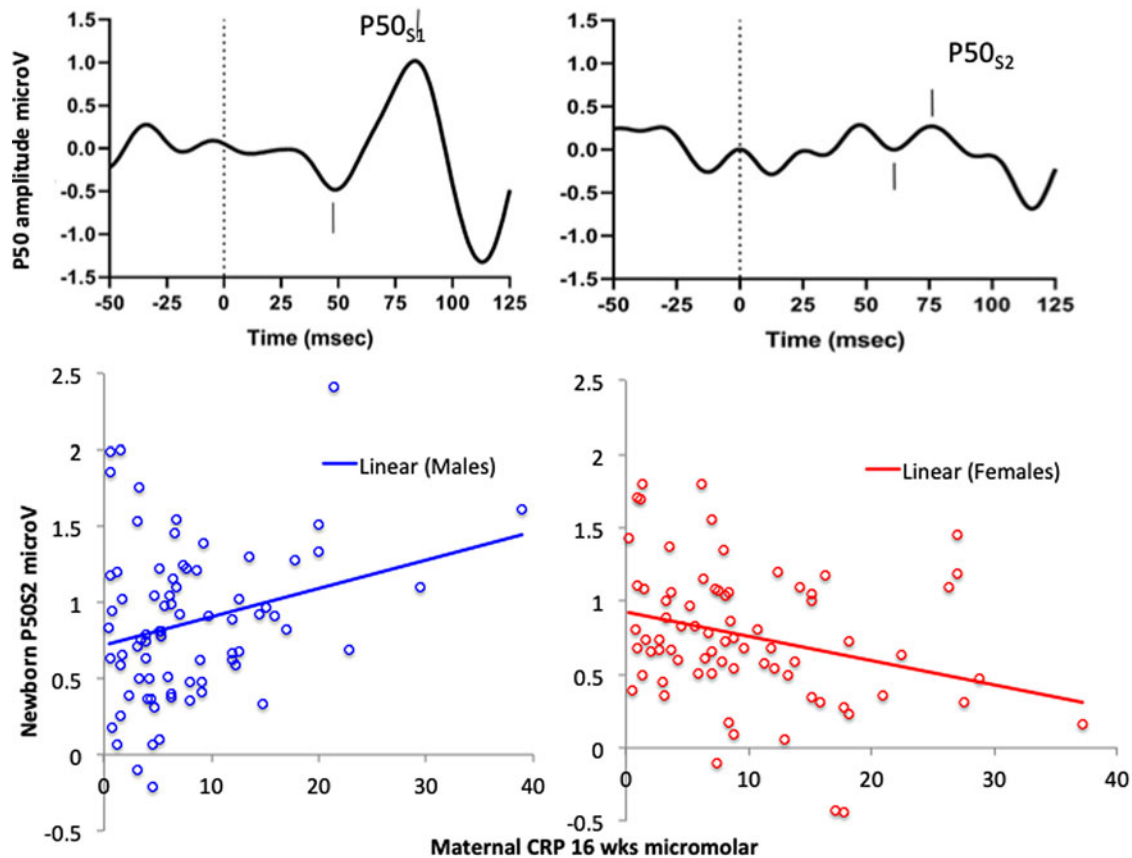 P50S1
P50S2
P50 amplitude microV
1.5
1.0
0.5
0.0
-0.5
-1.0
-1.5
-50 -25 0 25 50 75 100 125
Time (msec)
1.5
1.0
0.5
0.0
-0.5
-1.0
-1.5
-50 -25 0 25 50 75 100 125
Time (msec)
Newborn P50S2 microV
2.5
2
1.5
1
0.5
0
-0.5
0 10 20 30 40
Linear (Males)
2.5
2
1.5
1
0.5
0
-0.5
0 10 20 30 40
Linear (Females)
Maternal CRP 16 wks micromolar